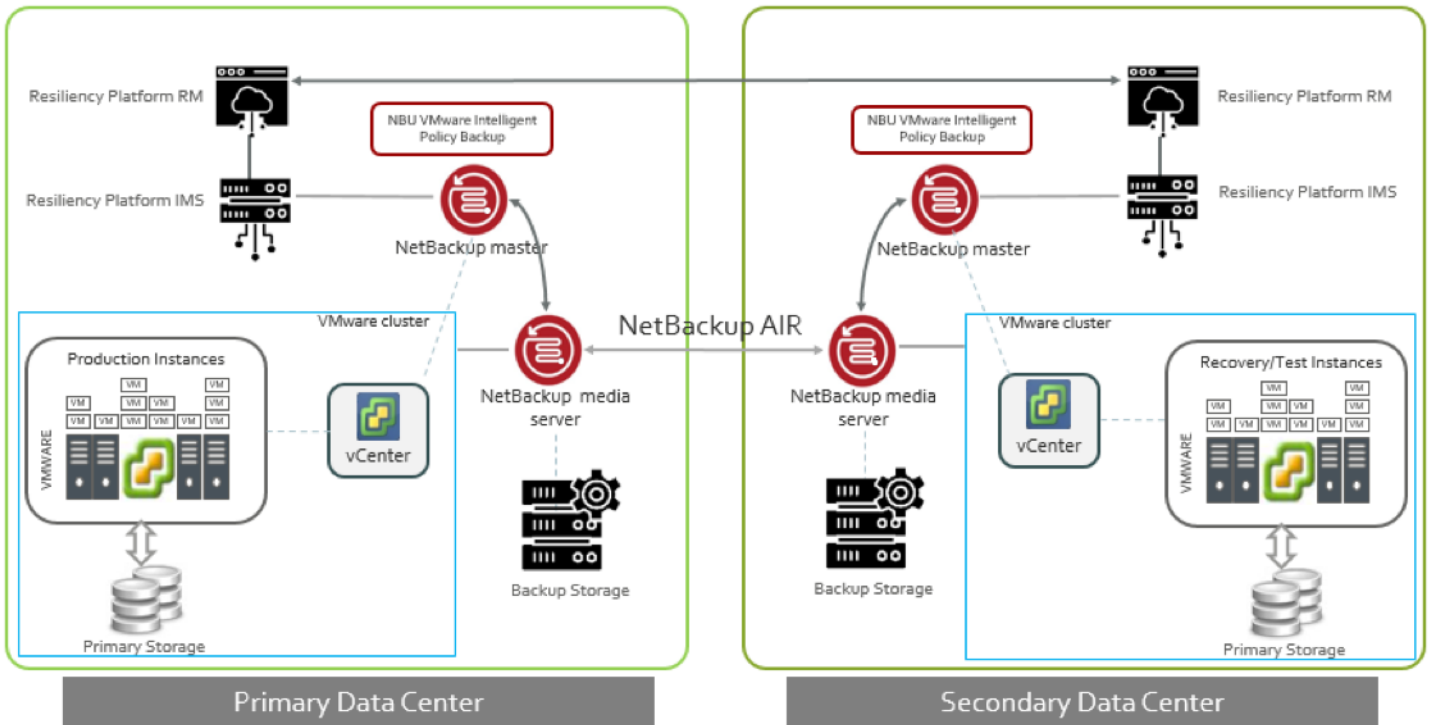 Resiliency Platform RM
NBU VMware Intelligent
Policy Backup
Resiliency Platform IMS
NetBackup master
VMware cluster
Production Instances
VM
VM
VM
VM
VM
VM
VM
VM
VM
VM
VM
VM
VMWARE
vCenter
Primary Storage
NetBackup media
server
Backup Storage
NetBackup AIR
NBU VMware Intelligent
Policy Backup
Resiliency Platform RM
Resiliency Platform IMS
NetBackup master
VMware cluster
NetBackup media
server
Backup Storage
vCenter
Recovery/Test Instances
VM
VM
VM
VM
VM
VM
VM
VM
VM
VM
VM
VM
VMWARE
Primary Storage
Primary Data Center
Secondary Data Center